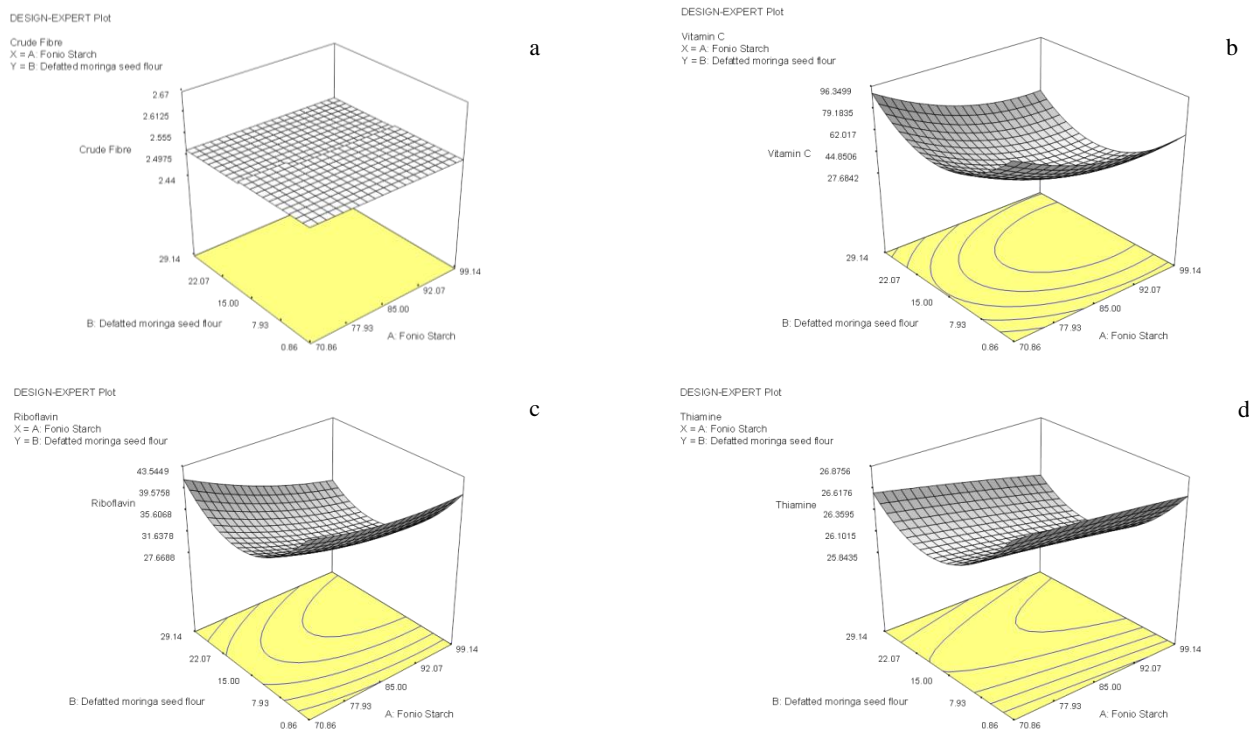 DESIGN-EXPERT Plot
Crude Fibre
X = A: Fonio Starch
Y = B: Defatted moringa seed flour
a
2.67
2.6125
2.555
2.4975
2.44
Crude Fibre
29.14
22.07
15.00
7.93
0.86
B: Defatted moringa seed flour
70.86
77.93
85.00
92.07
99.14
A: Fonio Starch
DESIGN-EXPERT Plot
Vitamin C
X = A: Fonio Starch
Y = B: Defatted moringa seed flour
b
96.3499
79.1835
62.017
44.8506
27.6842
Vitamin C
29.14
22.07
15.00
7.93
0.86
B: Defatted moringa seed flour
70.86
77.93
85.00
92.07
99.14
A: Fonio Starch
DESIGN-EXPERT Plot
Riboflavin
X = A: Fonio Starch
Y = B: Defatted moringa seed flour
c
43.5449
39.5758
35.6068
31.6378
27.6688
Riboflavin
29.14
22.07
15.00
7.93
0.86
B: Defatted moringa seed flour
70.86
77.93
85.00
92.07
99.14
A: Fonio Starch
DESIGN-EXPERT Plot
Thiamine
X = A: Fonio Starch
Y = B: Defatted moringa seed flour
d
26.8756
26.6176
26.3595
26.1015
25.8435
Thiamine
29.14
22.07
15.00
7.93
0.86
B: Defatted moringa seed flour
70.86
77.93
85.00
92.07
99.14
A: Fonio Starch